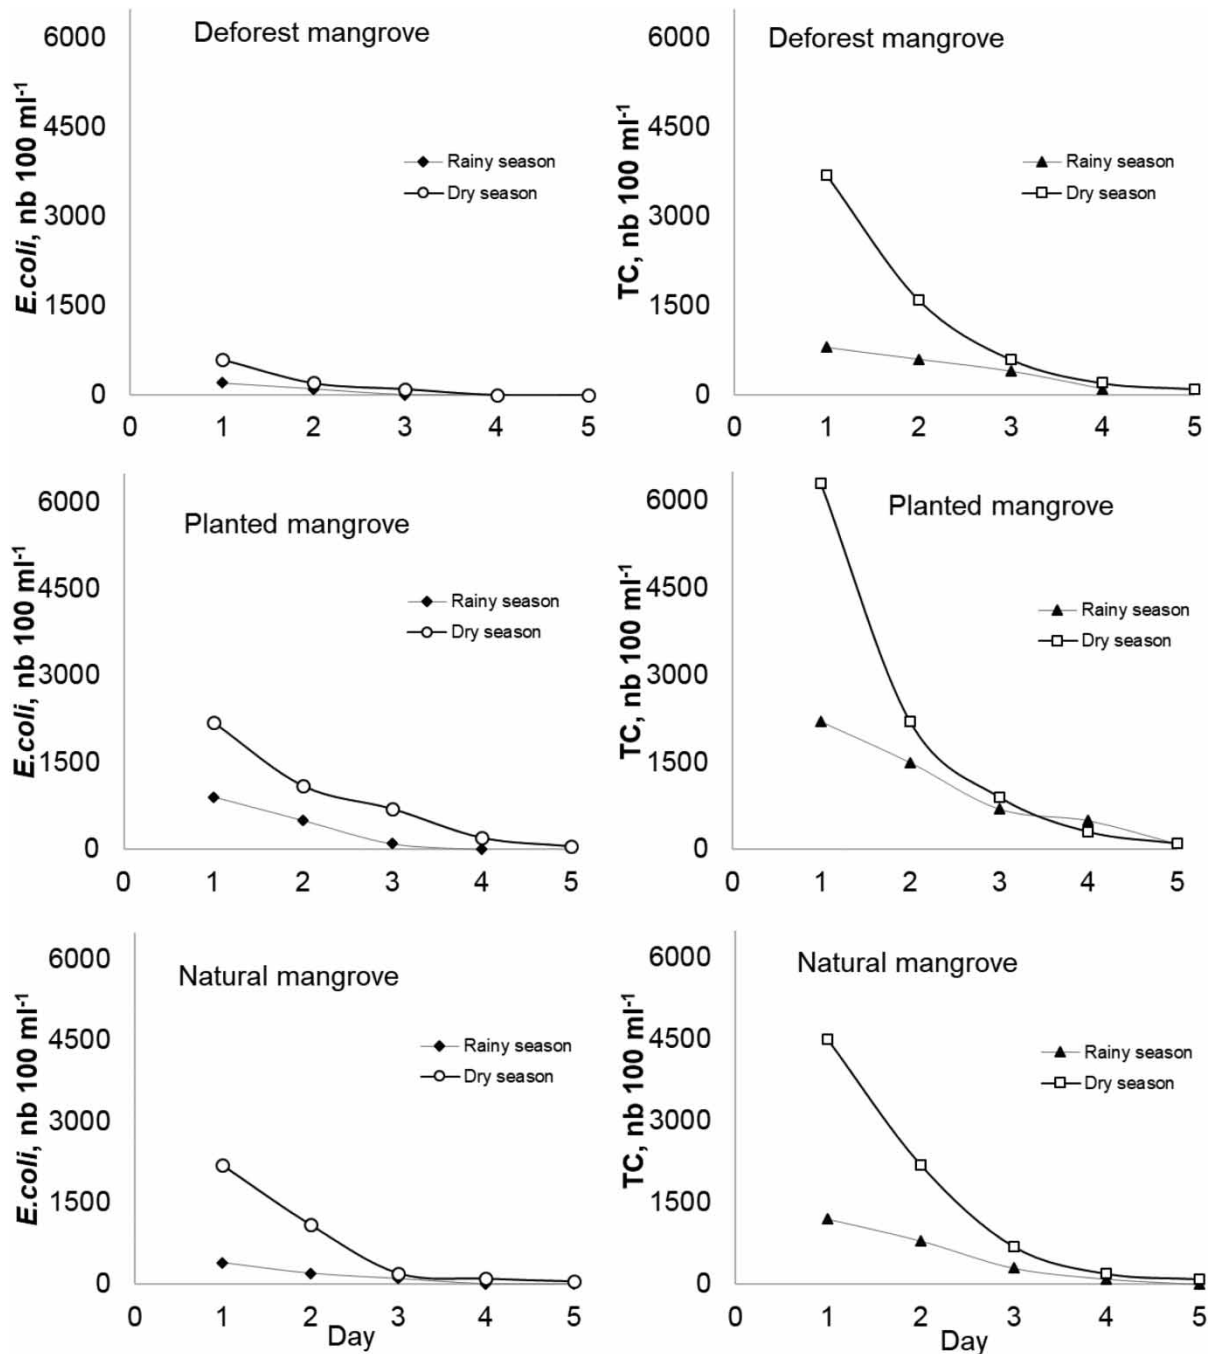 Deforest mangrove
E.coli, nb 100 ml-1
6000
4500
3000
1500
0
Rainy season
Dry season
0 1 2 3 4 5
Deforest mangrove
TC, nb 100 ml-1
6000
4500
3000
1500
0
Rainy season
Dry season
0 1 2 3 4 5
Planted mangrove
E.coli, nb 100 ml-1
6000
4500
3000
1500
0
Rainy season
Dry season
0 1 2 3 4 5
Planted mangrove
TC, nb 100 ml-1
6000
4500
3000
1500
0
Rainy season
Dry season
0 1 2 3 4 5
Natural mangrove
E.coli, nb 100 ml-1
6000
4500
3000
1500
0
Rainy season
Dry season
0 1 2 3 4 5
Day
Natural mangrove
TC, nb 100 ml-1
6000
4500
3000
1500
0
Rainy season
Dry season
0 1 2 3 4 5
Day